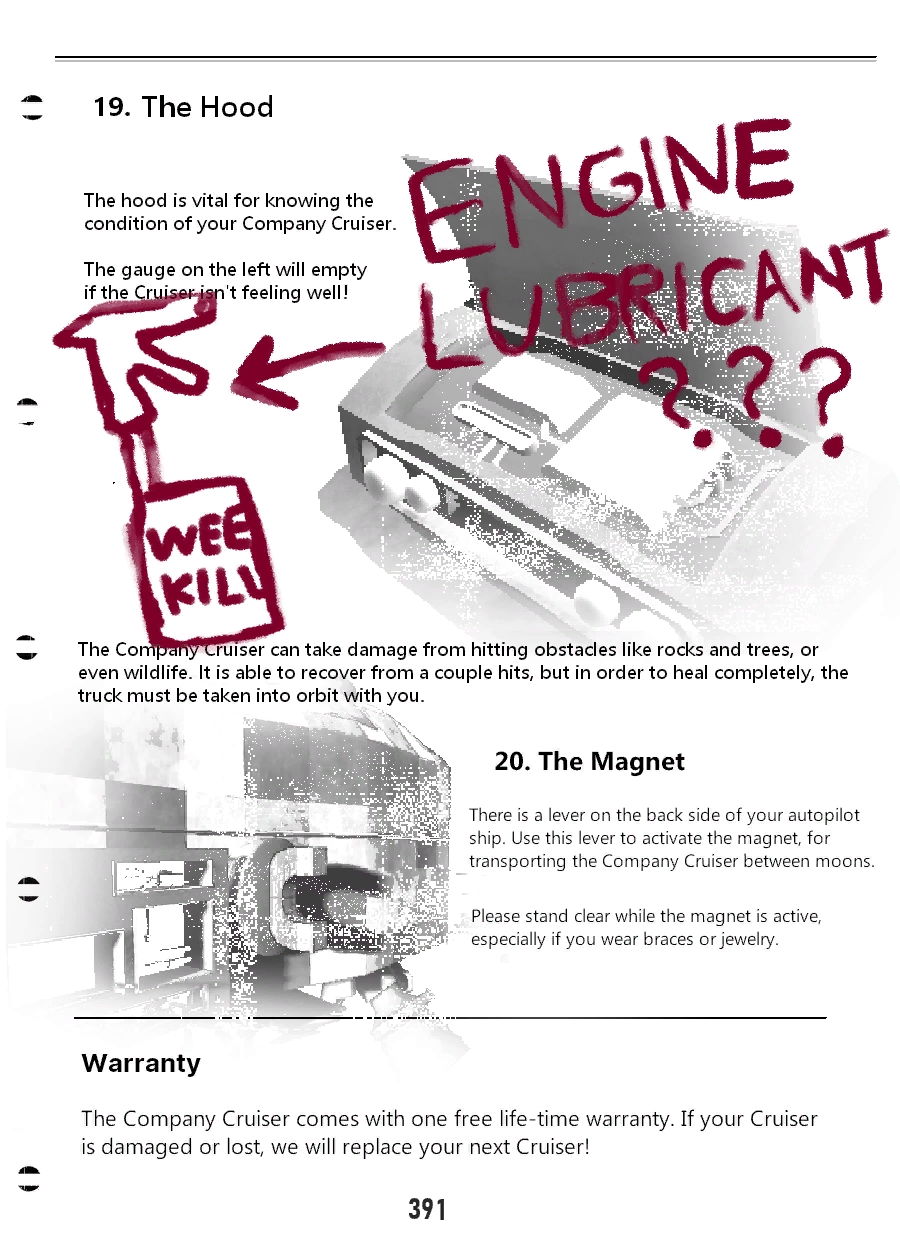 19. The Hood
ENGINE
LUBRICANT
???
The hood is vital for knowing the
condition of your Company Cruiser.
The gauge on the left will empty
if the Cruiser isn't feeling well!
WEE
KILL
The Company Cruiser can take damage from hitting obstacles like rocks and trees, or
even wildlife. It is able to recover from a couple hits, but in order to heal completely, the
truck must be taken into orbit with you.
20. The Magnet
There is a lever on the back side of your autopilot
ship. Use this lever to activate the magnet, for
transporting the Company Cruiser between moons.
Please stand clear while the magnet is active,
especially if you wear braces or jewelry.
Warranty
The Company Cruiser comes with one free life-time warranty. If your Cruiser
is damaged or lost, we will replace your next Cruiser!
391